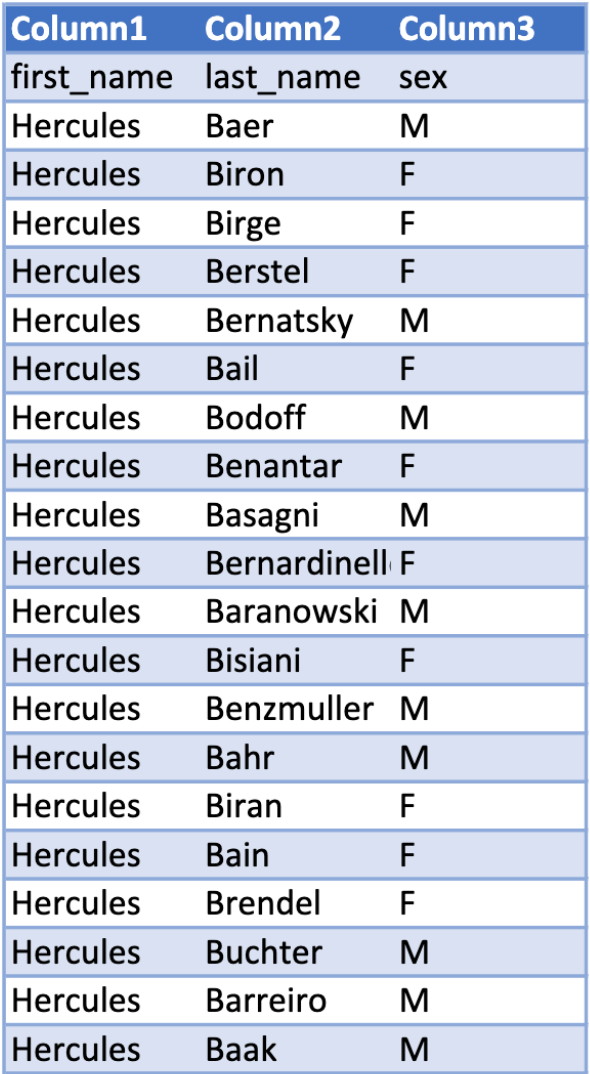 Column1 Column2 Column3
first_name last_name sex
Hercules Baer M
Hercules Biron F
Hercules Birge F
Hercules Berstel F
Hercules Bernatsky M
Hercules Bail F
Hercules Bodoff M
Hercules Benantar F
Hercules Basagni M
Hercules Bernardinell F
Hercules Baranowski M
Hercules Bisiani F
Hercules Benzmuller M
Hercules Bahr M
Hercules Biran F
Hercules Bain F
Hercules Brendel F
Hercules Buchter M
Hercules Barreiro M
Hercules Baak M